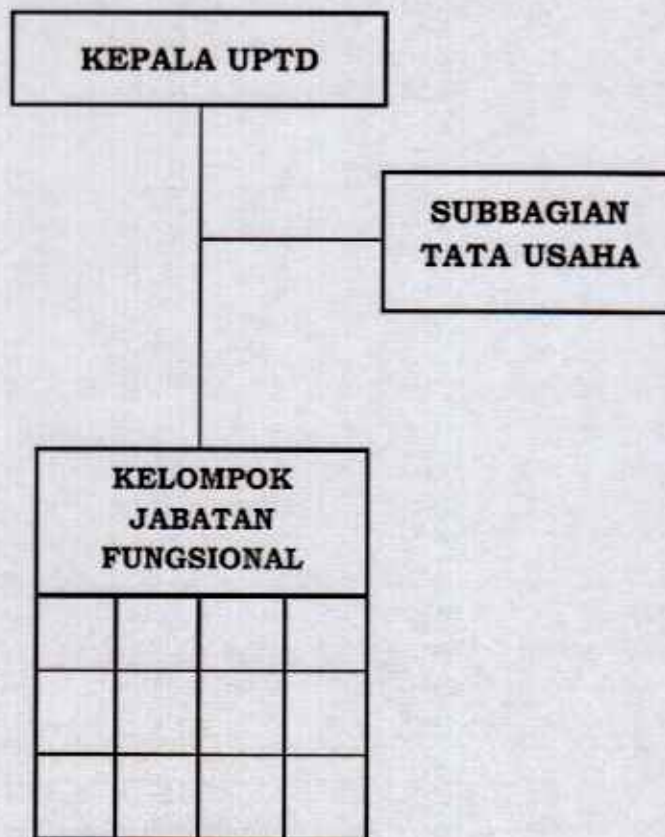 KEPALA UPTD
SUBBAGIAN
TATA USAHA
KELOMPOK
JABATAN
FUNGSIONAL